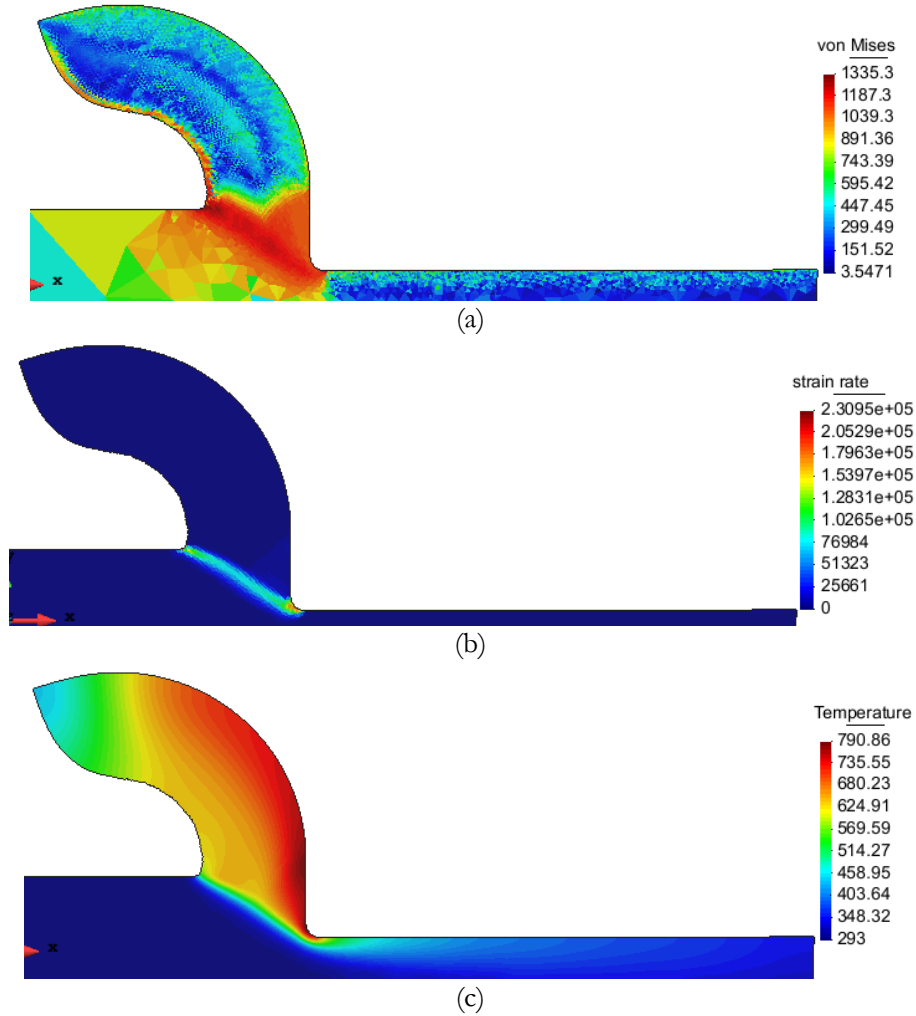 von Mises
1335.3
1187.3
1039.3
891.36
743.39
595.42
447.45
299.49
151.52
3.5471
x
(a)
strain rate
2.3095e+05
2.0529e+05
1.7963e+05
1.5397e+05
1.2831e+05
1.0265e+05
76984
51323
25661
0
x
(b)
Temperature
790.86
735.55
680.23
624.91
569.59
514.27
458.95
403.64
348.32
293
x
(c)